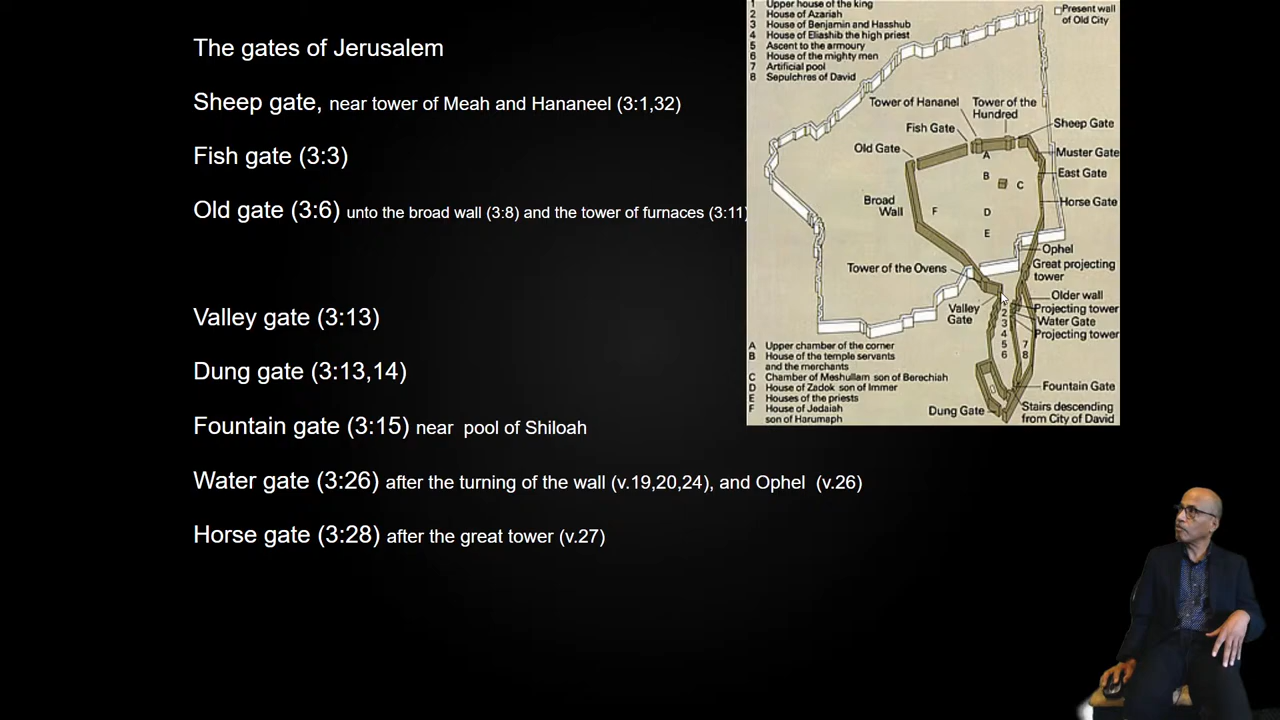 The gates of Jerusalem
Sheep gate, near tower of Meah and Hananeel (3:1,32)
Fish gate (3:3)
Old gate (3:6) unto the broad wall (3:8) and the tower of furnaces (3:11)
Valley gate (3:13)
Dung gate (3:13,14)
Fountain gate (3:15) near pool of Shiloah
Water gate (3:26) after the turning of the wall (v.19,20,24), and Ophel (v.26)
Horse gate (3:28) after the great tower (v.27)
1 Upper house of the king
2 House of Azariah
3 House of Benjamin and Hasshub
4 House of Eliashib the high priest
5 Ascent to the armoury
6 House of the mighty men
7 Artificial pool
8 Sepulchres of David
Present wall
of Old City
Tower of Hananel
Tower of the
Hundred
Sheep Gate
Fish Gate
Old Gate
Muster Gate
East Gate
Horse Gate
Broad
Wall
A
B
C
D
E
F
Ophel
Tower of the Ovens
Great projecting
tower
Older wall
Valley
Gate
Projecting tower
Water Gate
Projecting tower
2
3
4
5
6
7
8
Fountain Gate
Dung Gate
Stairs descending
from City of David
A Upper chamber of the corner
B House of the temple servants
and the merchants
C Chamber of Meshullam son of Berechiah
D House of Zadok son of Immer
E Houses of the priests
F House of Jedaiah
son of Harumaph